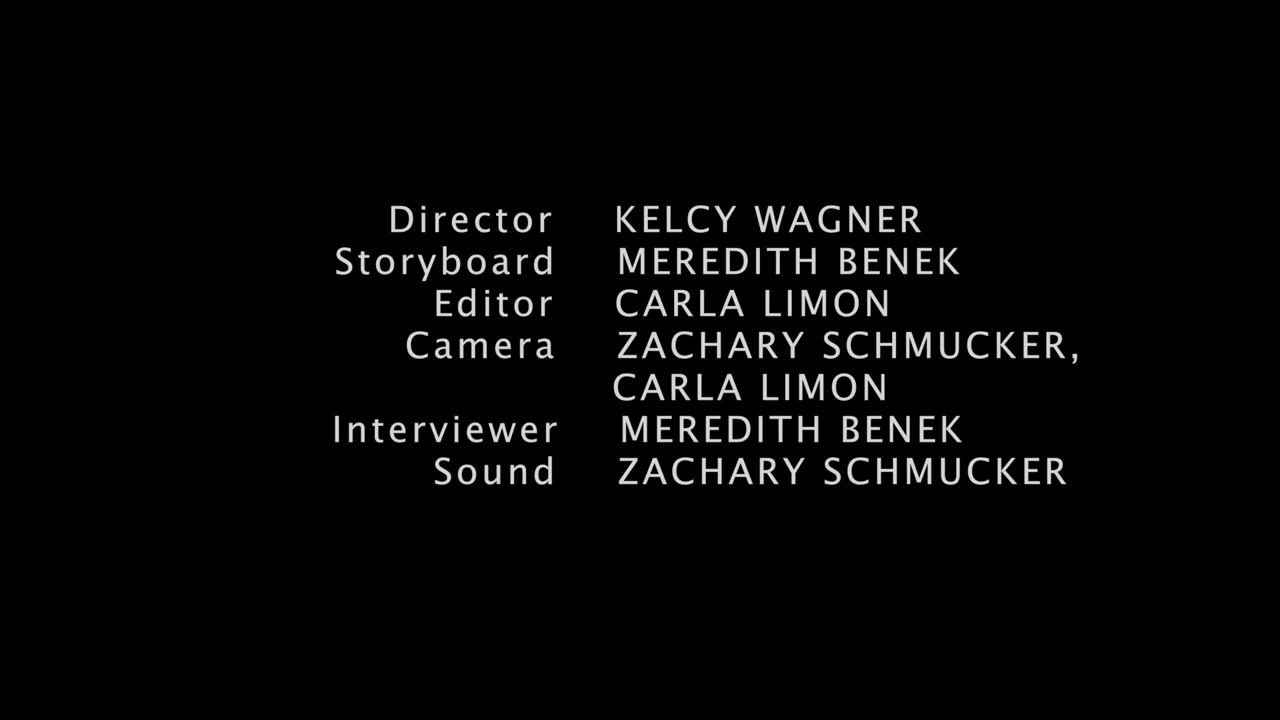 Director KELCY WAGNER
Storyboard MEREDITH BENEK
Editor CARLA LIMON
Camera ZACHARY SCHMUCKER,
CARLA LIMON
Interviewer MEREDITH BENEK
Sound ZACHARY SCHMUCKER